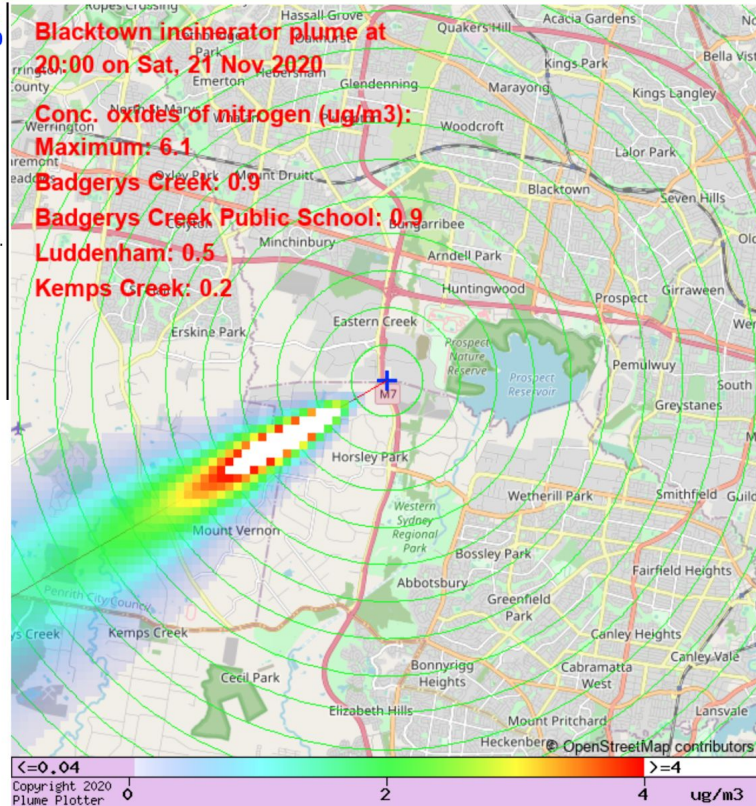 Ropes Crossing
Hassall Grove
Quakers Hill
Acacia Gardens
Blacktown incinerator plume at
20:00 on Sat, 21 Nov 2020
Bella Vista
Kings Park
Emerton
Hebersham
Glendenning
Marayong
Kings Langley
Conc. oxides of nitrogen (ug/m3):
Werrington
Woodcroft
Maximum: 6.1
Lalor Park
Oxley Park
Mount Druitt
Badgerys Creek: 0.9
Blacktown
Seven Hills
Badgerys Creek Public School: 0.9
Colyton
Bungarribee
Minchinbury
Luddenham: 0.5
Arndell Park
Kemps Creek: 0.2
Huntingwood
Prospect
Girraween
Erskine Park
Eastern Creek
Prospect
Nature
Reserve
Pemulwuy
Prospect
Reservoir
South
M7
Greystanes
Horsley Park
Wetherill Park
Smithfield
Western
Sydney
Regional
Park
Mount Vernon
Bossley Park
Fairfield Heights
Abbotsbury
Penrith City Council
Greenfield
Park
Kemps Creek
Canley Heights
Canley Vale
Bonnyrigg
Heights
Cabramatta
West
Cecil Park
Elizabeth Hills
Lansvale
Mount Pritchard
Heckenberg
© OpenStreetMap contributors
<=0.04
>=4
Copyright 2020
Plume Plotter
0
2
4
ug/m3